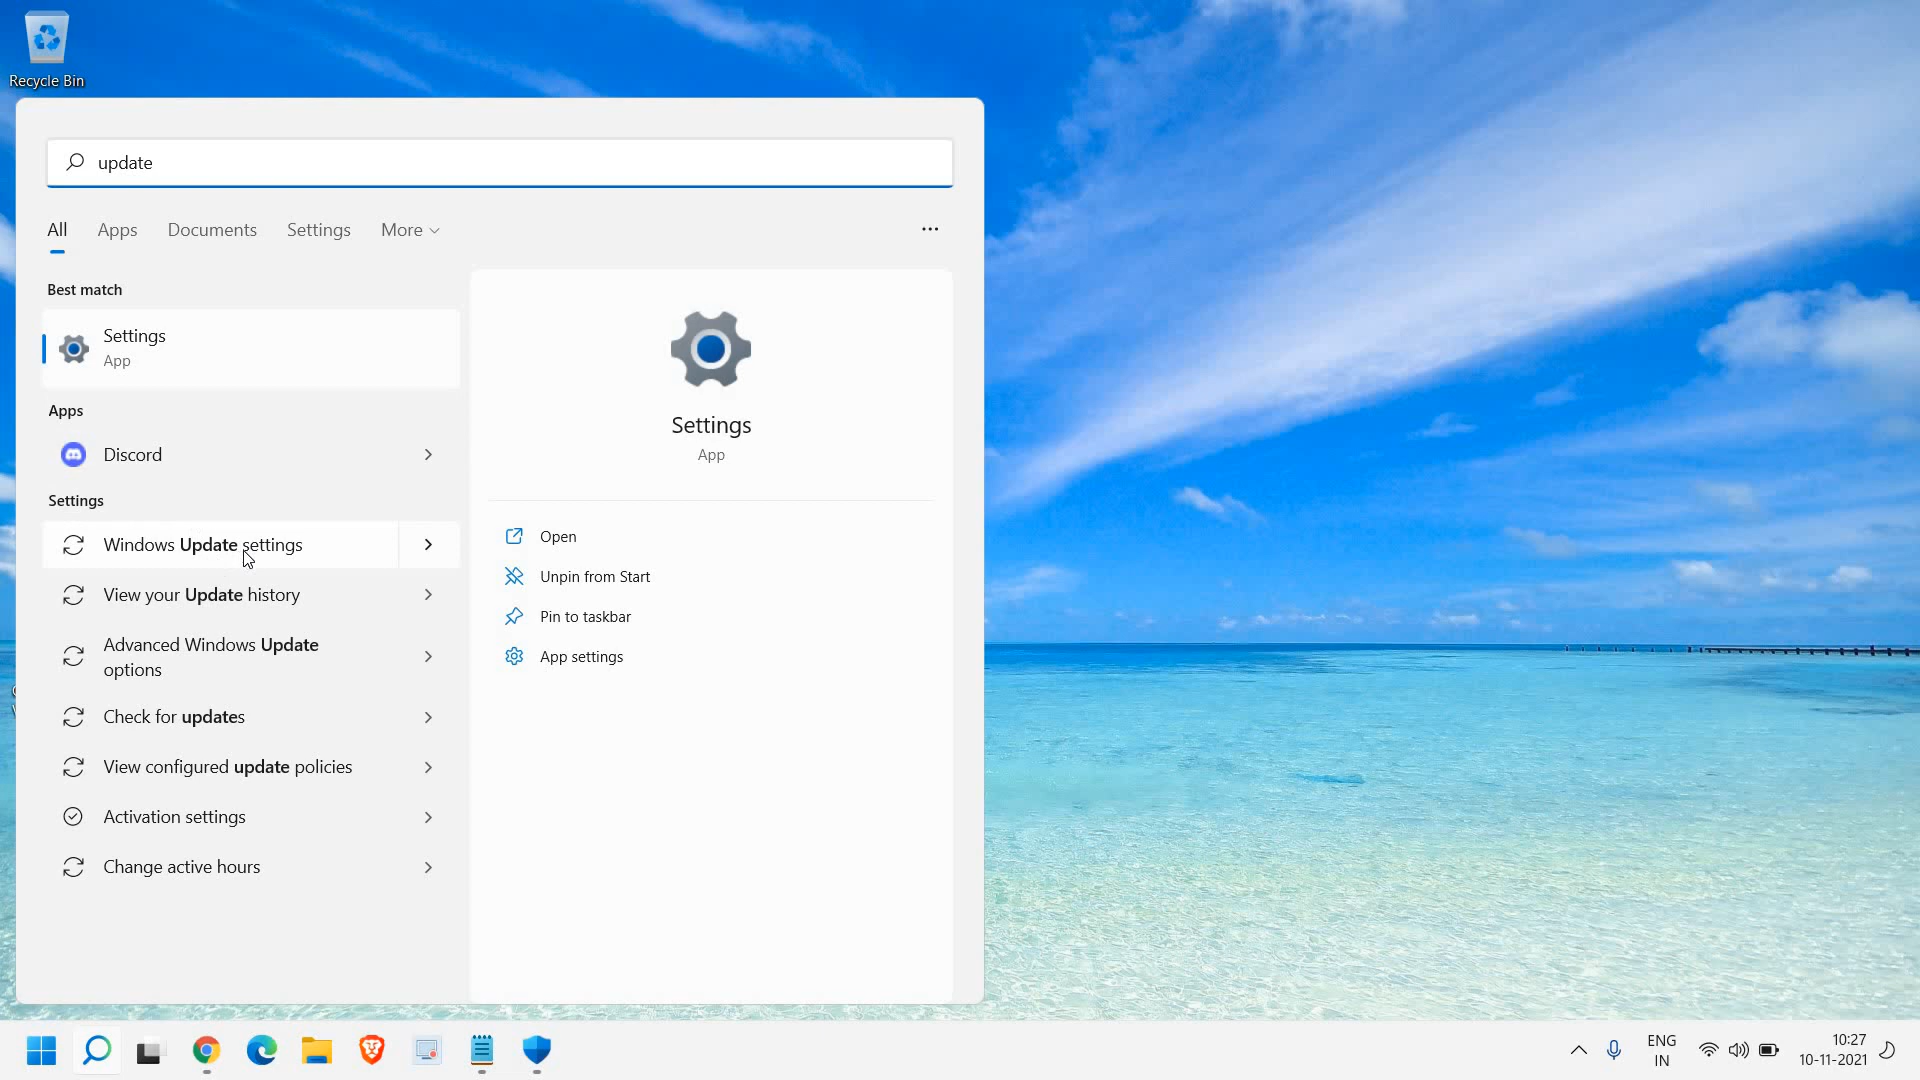 Recycle Bin
update
All Apps Documents Settings More
Best match
Settings
App
Apps
Discord
Settings
Windows Update settings
View your Update history
Advanced Windows Update
options
Check for updates
View configured update policies
Activation settings
Change active hours
Settings
App
Open
Unpin from Start
Pin to taskbar
App settings
ENG
IN
10:27
10-11-2021